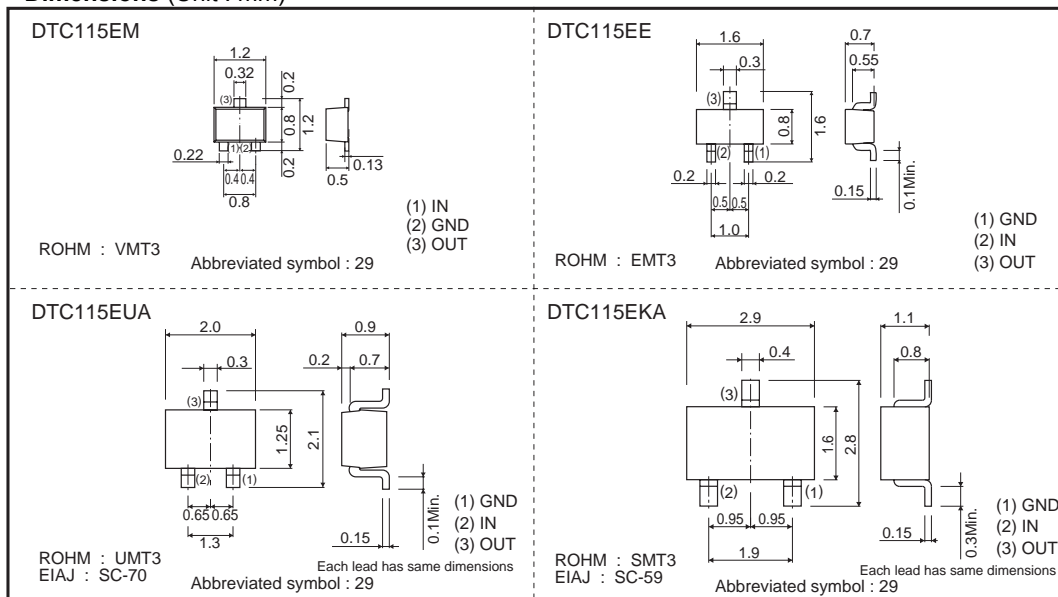 Dimensions (Unit : mm)
DTC115EM
1.2
0.32
0.2
(3)
0.8
1.2
(1)
(2)
0.22
0.2
0.4
0.4
0.8
0.5
0.13
(1) IN
(2) GND
(3) OUT
ROHM : VMT3
Abbreviated symbol : 29
DTC115EE
1.6
0.7
0.3
0.55
(3)
0.8
1.6
(2)
(1)
0.2
0.2
0.15
0.1Min.
0.5
0.5
1.0
(1) GND
(2) IN
(3) OUT
ROHM : EMT3
Abbreviated symbol : 29
DTC115EUA
2.0
0.9
0.3
0.2
0.7
(3)
1.25
2.1
(2)
(1)
0.65
0.65
1.3
0.15
0.1Min.
(1) GND
(2) IN
(3) OUT
Each lead has same dimensions
ROHM : UMT3
EIAJ : SC-70
Abbreviated symbol : 29
DTC115EKA
2.9
1.1
0.4
0.8
(3)
1.6
2.8
(2)
(1)
0.95
0.95
1.9
0.15
0.3Min.
(1) GND
(2) IN
(3) OUT
Each lead has same dimensions
ROHM : SMT3
EIAJ : SC-59
Abbreviated symbol : 29